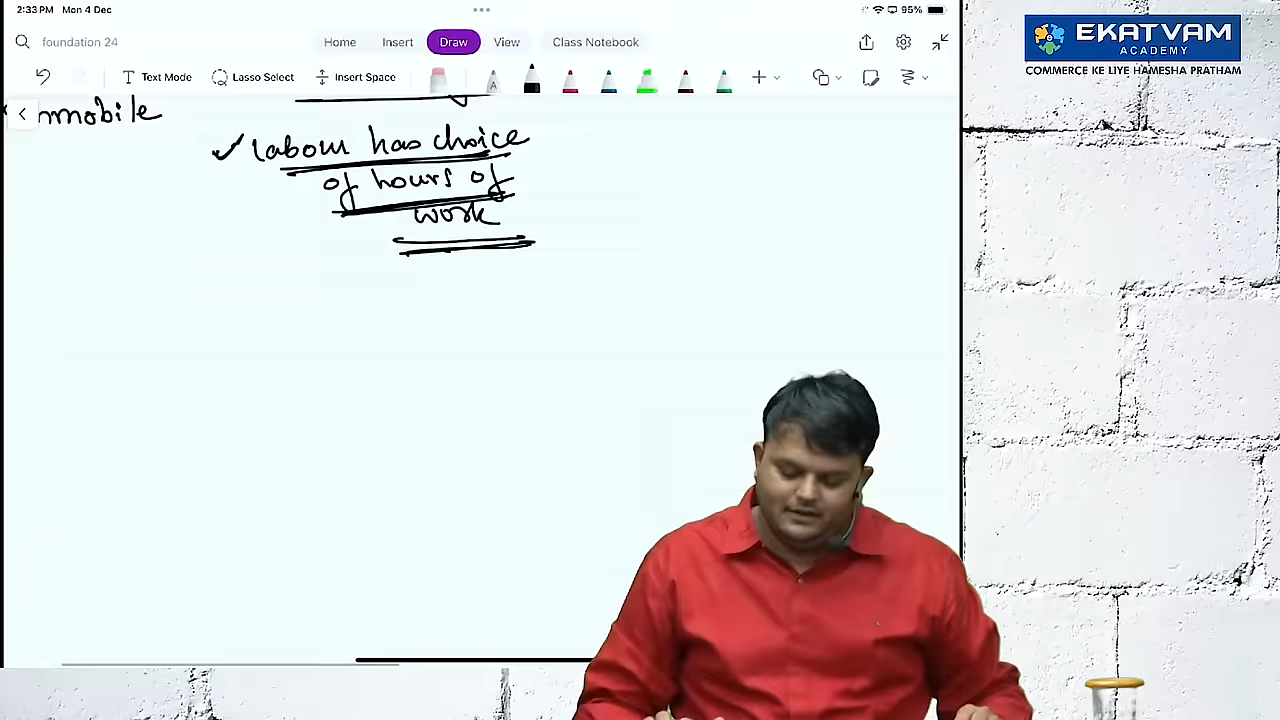 2:33 PM Mon 4 Dec
95%
foundation 24
Home Insert Draw View Class Notebook
Text Mode Lasso Select Insert Space
EKATVAM
ACADEMY
COMMERCE KE LIYE HAMESHA PRATHAM
mmobile
✓ labour has choice
of hours of
work